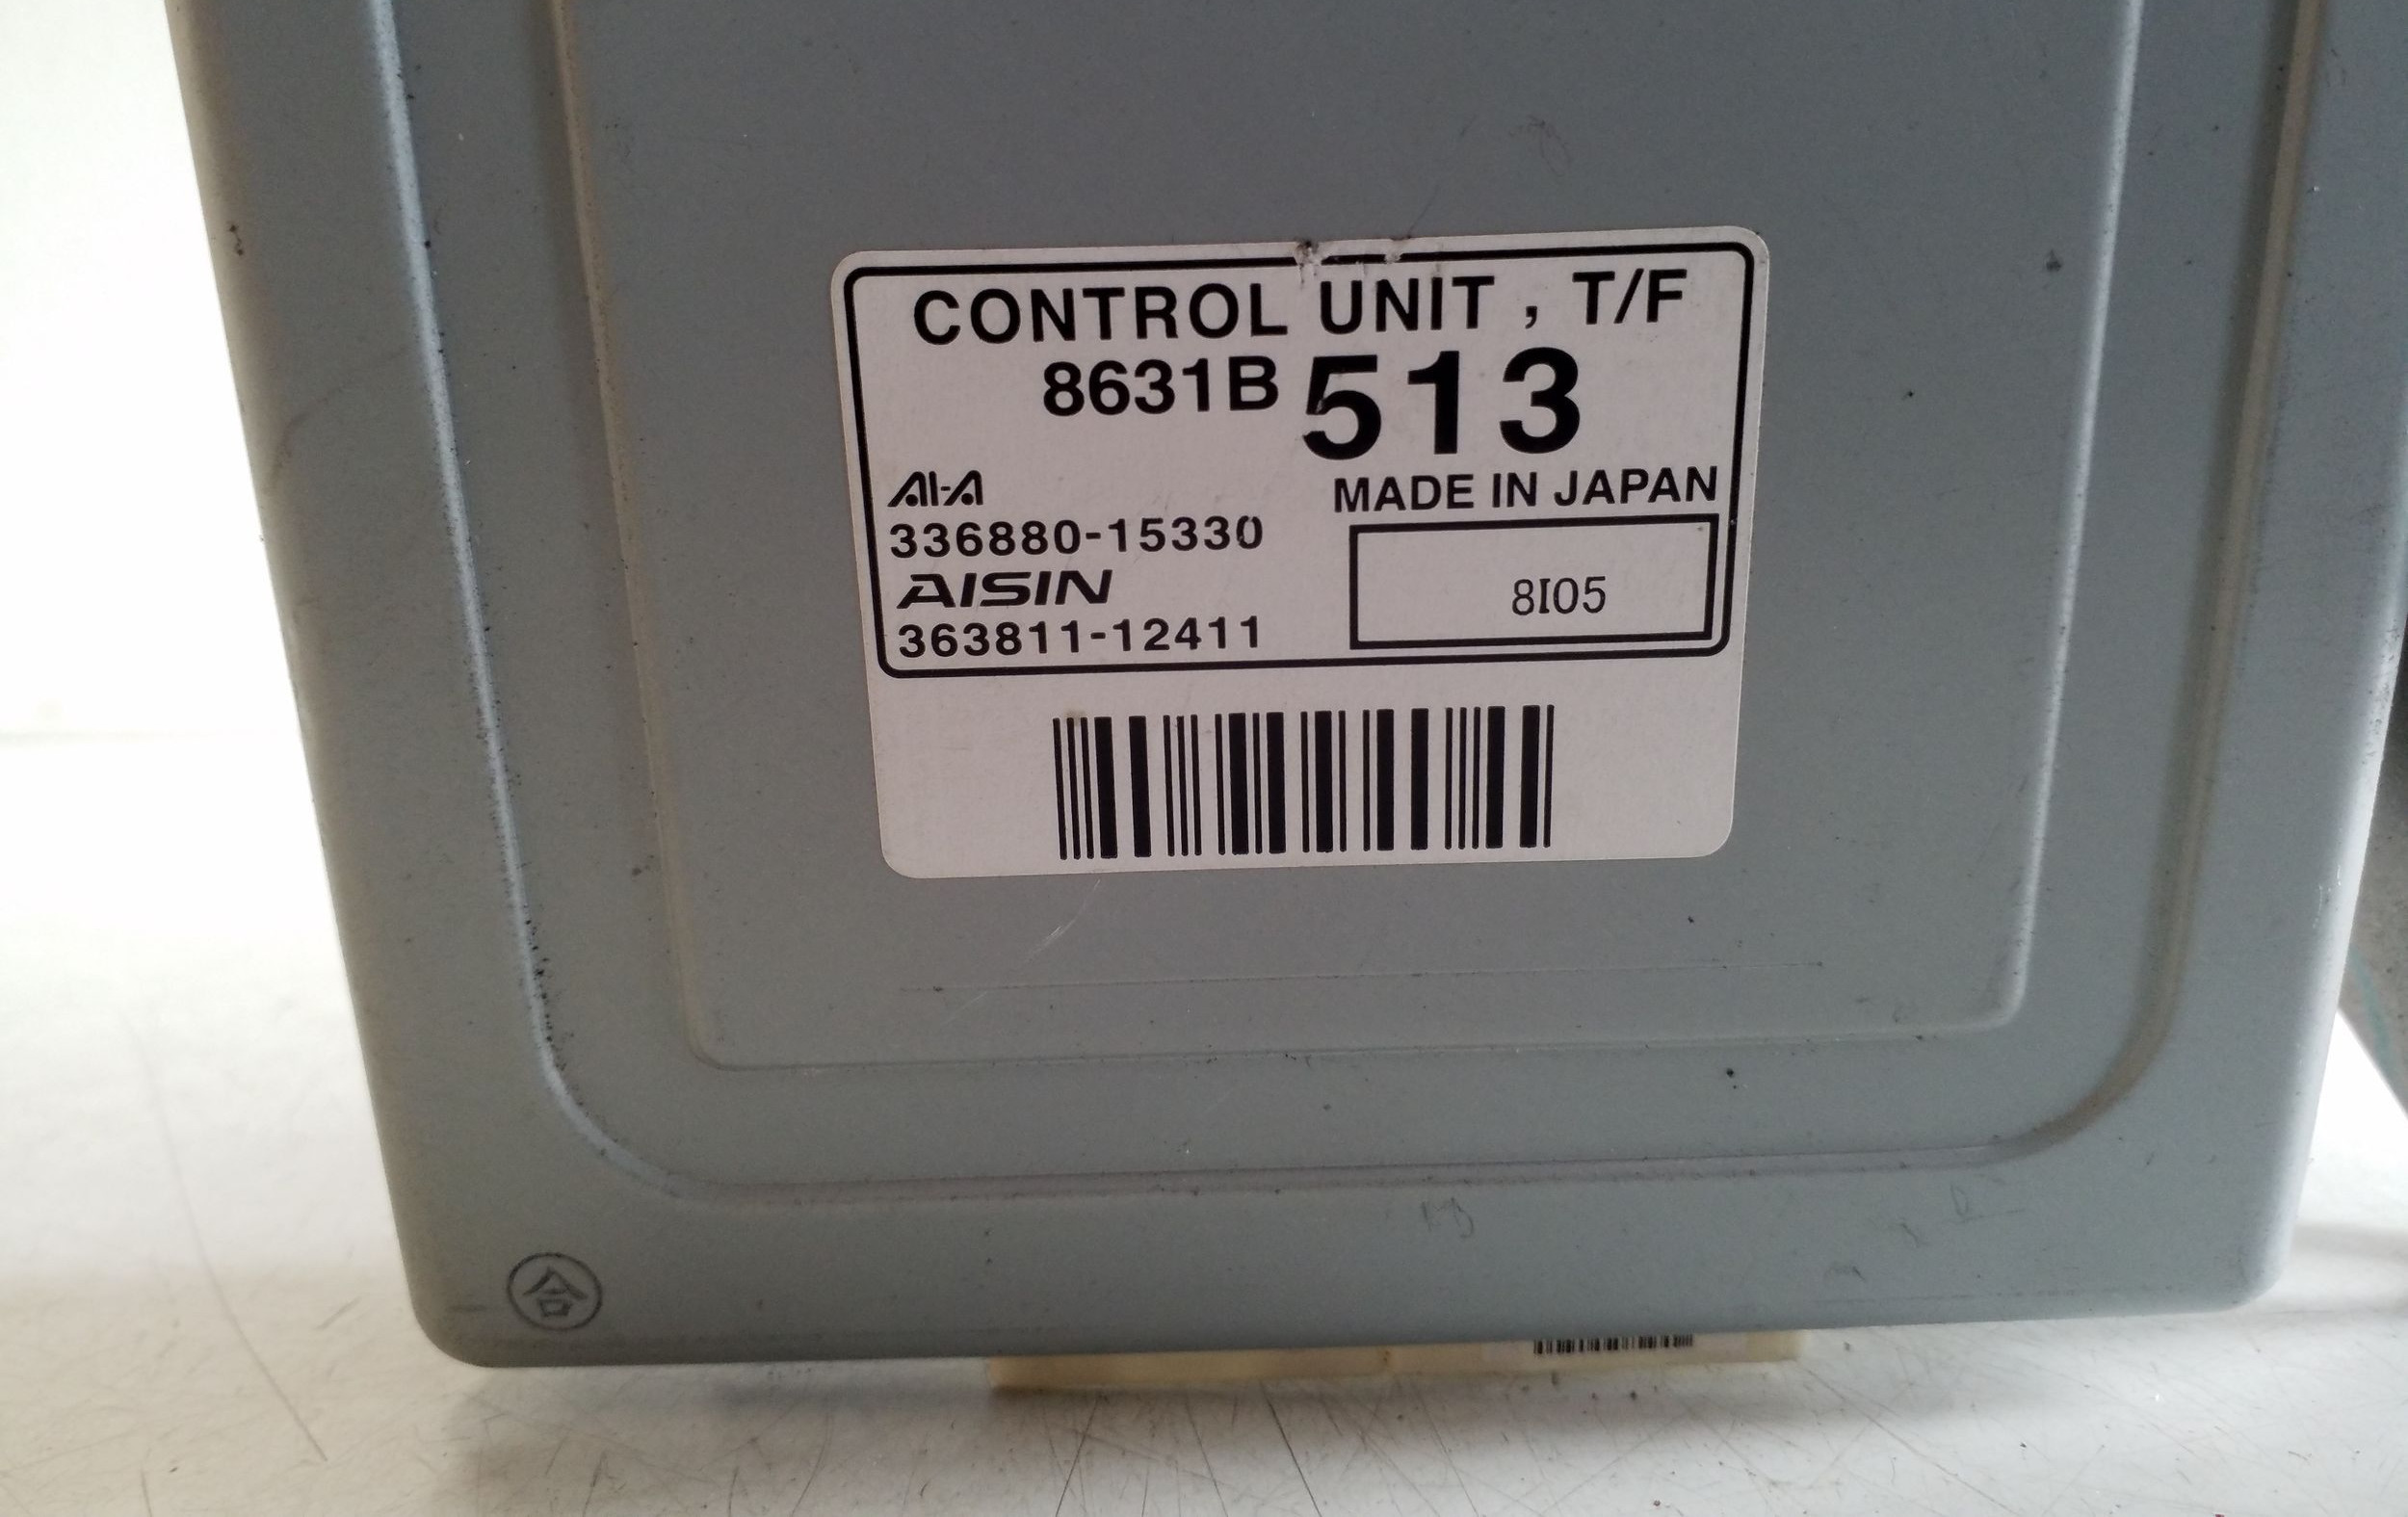 CONTROL UNIT , T/F
8631B 513
AI-A
MADE IN JAPAN
336880-15330
AISIN
8I05
363811-12411
合